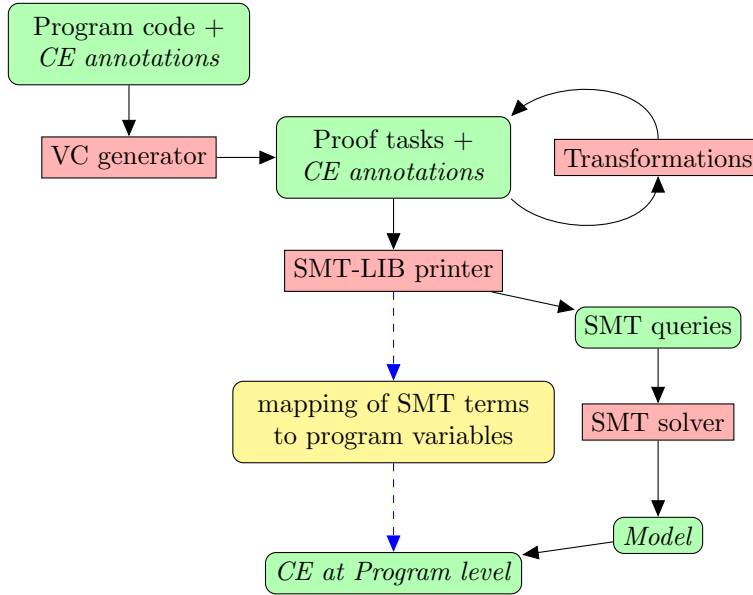 Program code +
CE annotations
VC generator
Proof tasks +
CE annotations
Transformations
SMT-LIB printer
SMT queries
mapping of SMT terms
to program variables
SMT solver
Model
CE at Program level